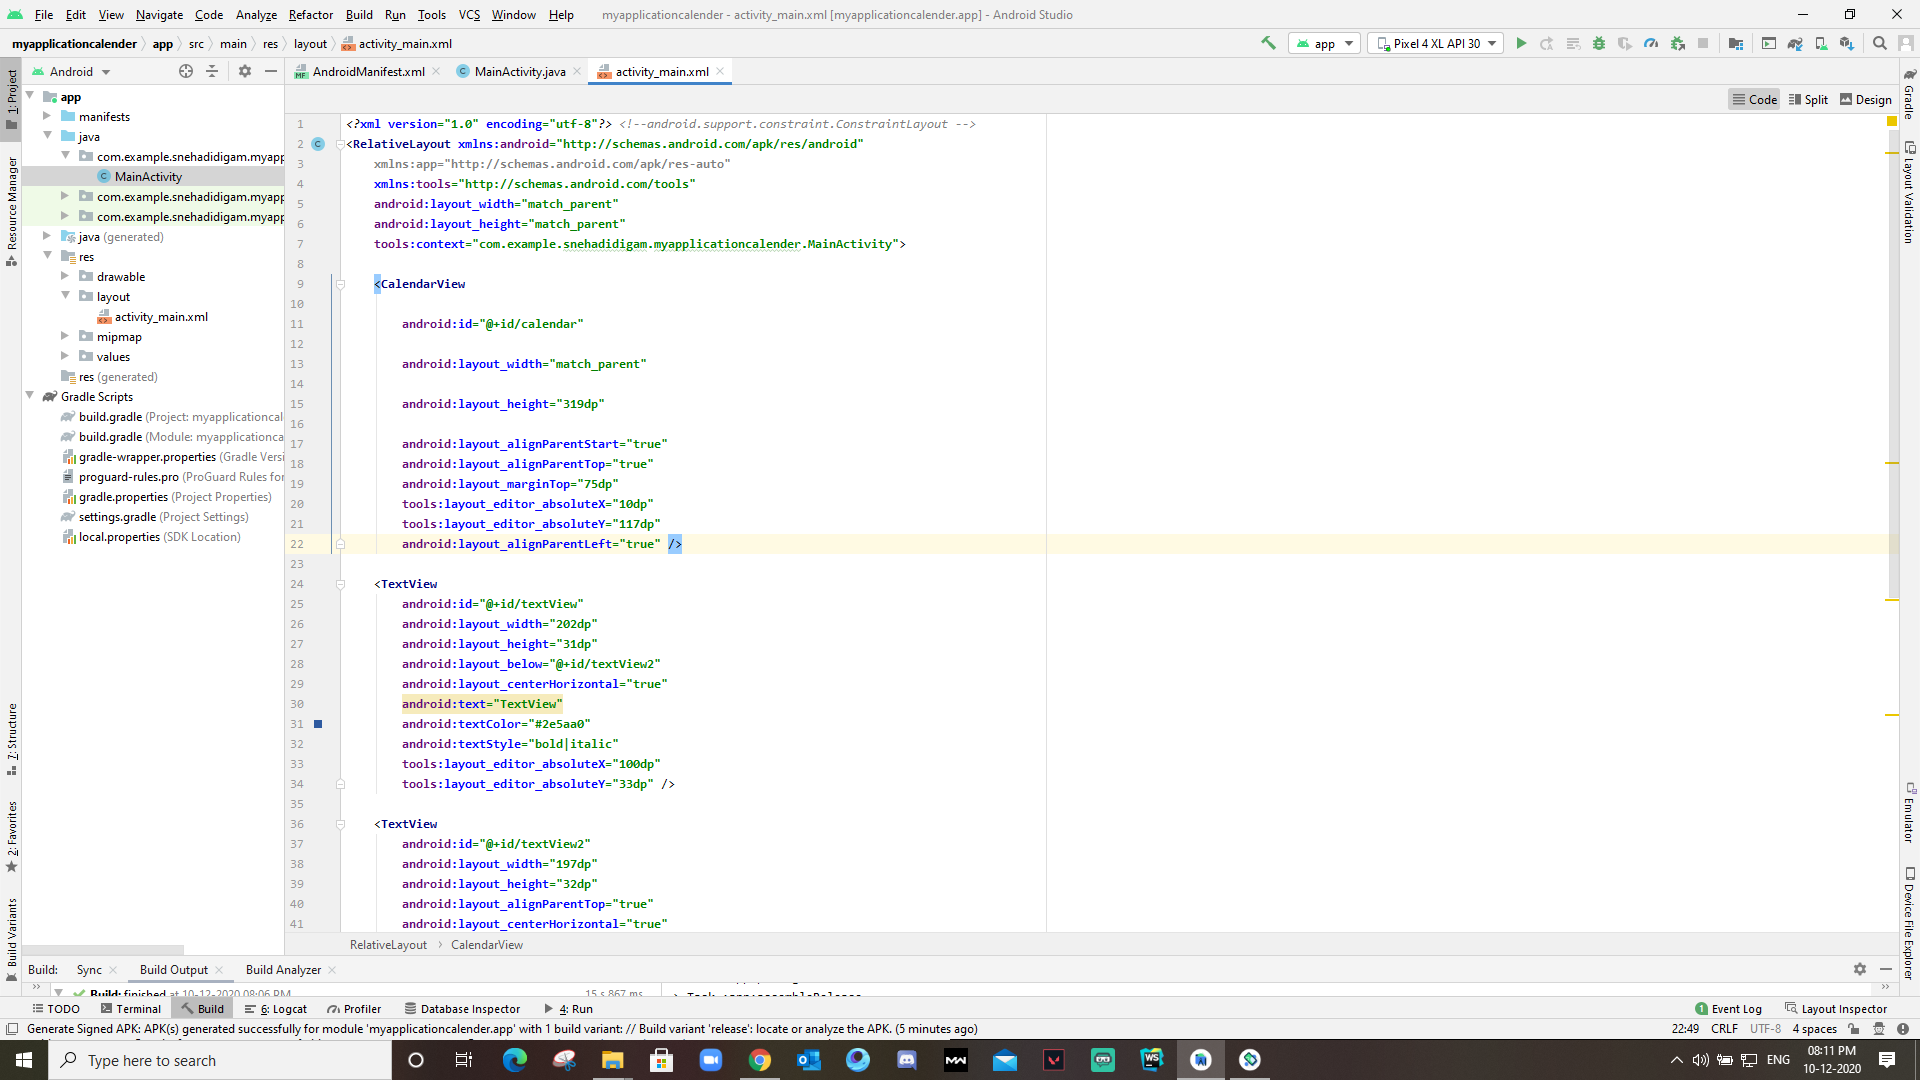 File Edit View Navigate Code Analyze Refactor Build Run Tools VCS Window Help myapplicationcalender - activity_main.xml [myapplicationcalender.app] - Android Studio
myapplicationcalender app src main res layout activity_main.xml app Pixel 4 XL API 30
Android AndroidManifest.xml MainActivity.java activity_main.xml
Code Split Design
1: Project
Resource Manager
7: Structure
2: Favorites
Build Variants
app
manifests
java
com.example.snehadidigam.myapp
MainActivity
com.example.snehadidigam.myapp
com.example.snehadidigam.myapp
java (generated)
res
drawable
layout
activity_main.xml
mipmap
values
res (generated)
Gradle Scripts
build.gradle (Project: myapplicationcal
build.gradle (Module: myapplicationca
gradle-wrapper.properties (Gradle Versi
proguard-rules.pro (ProGuard Rules for
gradle.properties (Project Properties)
settings.gradle (Project Settings)
local.properties (SDK Location)
1 <?xml version="1.0" encoding="utf-8"?> <!--android.support.constraint.ConstraintLayout -->
2 <RelativeLayout xmlns:android="http://schemas.android.com/apk/res/android"
3 xmlns:app="http://schemas.android.com/apk/res-auto"
4 xmlns:tools="http://schemas.android.com/tools"
5 android:layout_width="match_parent"
6 android:layout_height="match_parent"
7 tools:context="com.example.snehadidigam.myapplicationcalender.MainActivity">
8
9 <CalendarView
10
11 android:id="@+id/calendar"
12
13 android:layout_width="match_parent"
14
15 android:layout_height="319dp"
16
17 android:layout_alignParentStart="true"
18 android:layout_alignParentTop="true"
19 android:layout_marginTop="75dp"
20 tools:layout_editor_absoluteX="10dp"
21 tools:layout_editor_absoluteY="117dp"
22 android:layout_alignParentLeft="true" />
23
24 <TextView
25 android:id="@+id/textView"
26 android:layout_width="202dp"
27 android:layout_height="31dp"
28 android:layout_below="@+id/textView2"
29 android:layout_centerHorizontal="true"
30 android:text="TextView"
31 android:textColor="#2e5aa0"
32 android:textStyle="bold|italic"
33 tools:layout_editor_absoluteX="100dp"
34 tools:layout_editor_absoluteY="33dp" />
35
36 <TextView
37 android:id="@+id/textView2"
38 android:layout_width="197dp"
39 android:layout_height="32dp"
40 android:layout_alignParentTop="true"
41 android:layout_centerHorizontal="true"
RelativeLayout CalendarView
Gradle
Layout Validation
Emulator
Device File Explorer
Build: Sync Build Output Build Analyzer
Build: finished at 10-12-2020 08:06 PM 15 s 867 ms > Task :app:assembleRelease
TODO Terminal Build 6: Logcat Profiler Database Inspector 4: Run 1 Event Log Layout Inspector
Generate Signed APK: APK(s) generated successfully for module 'myapplicationcalender.app' with 1 build variant: // Build variant 'release': locate or analyze the APK. (5 minutes ago) 22:49 CRLF UTF-8 4 spaces
Type here to search ENG 08:11 PM
10-12-2020